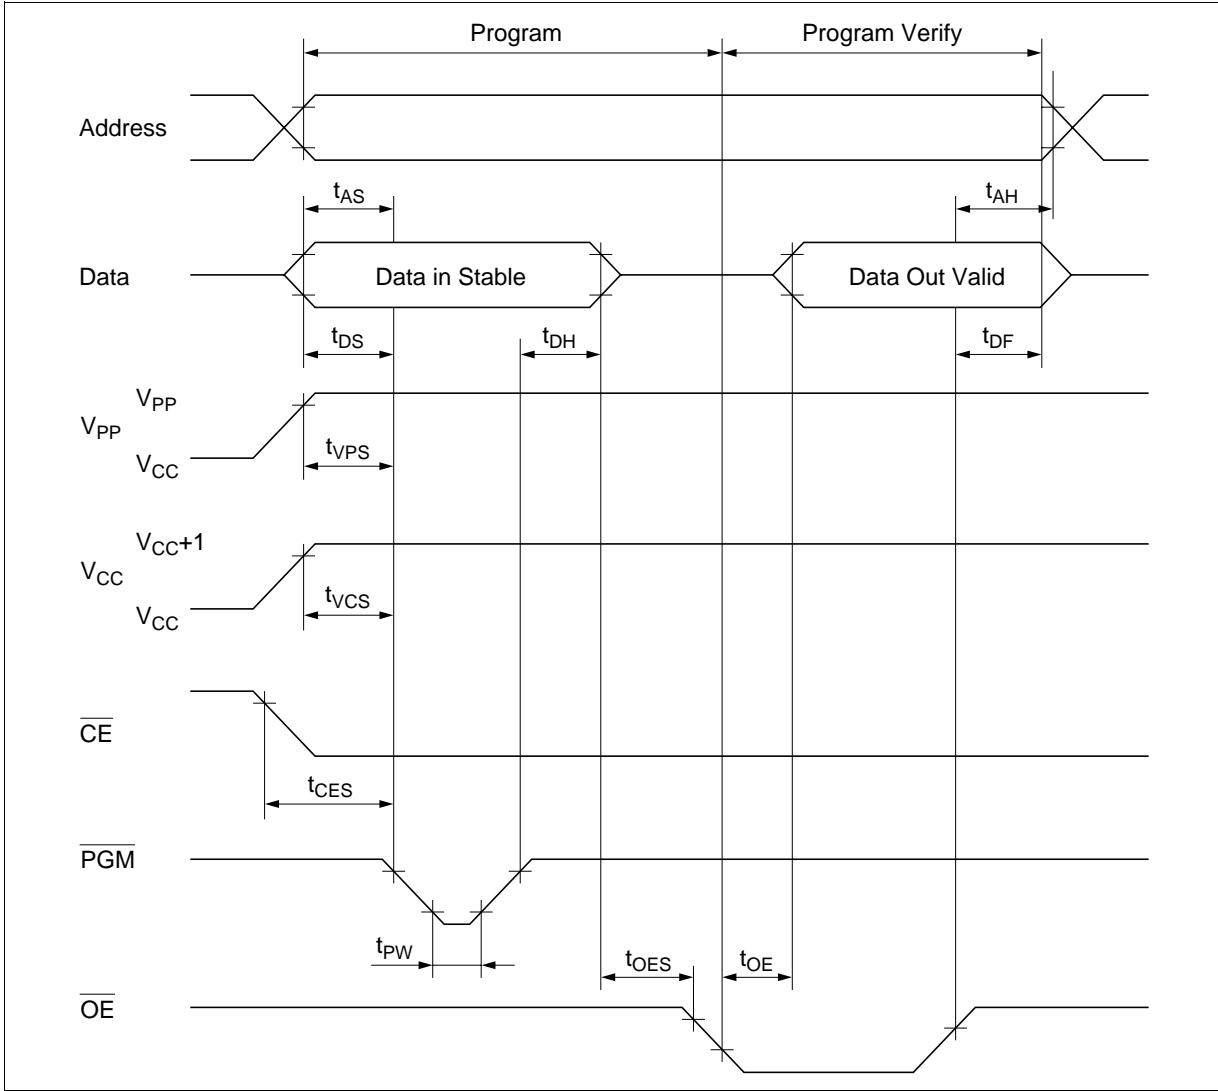 Program Program Verify
Address
tAS tAH
Data Data in Stable Data Out Valid
tDS tDH tDF
VPP
VPP
tVPS
VCC
VCC+1
VCC
tVCS
VCC
CE
tCES
PGM
tPW
tOES tOE
OE